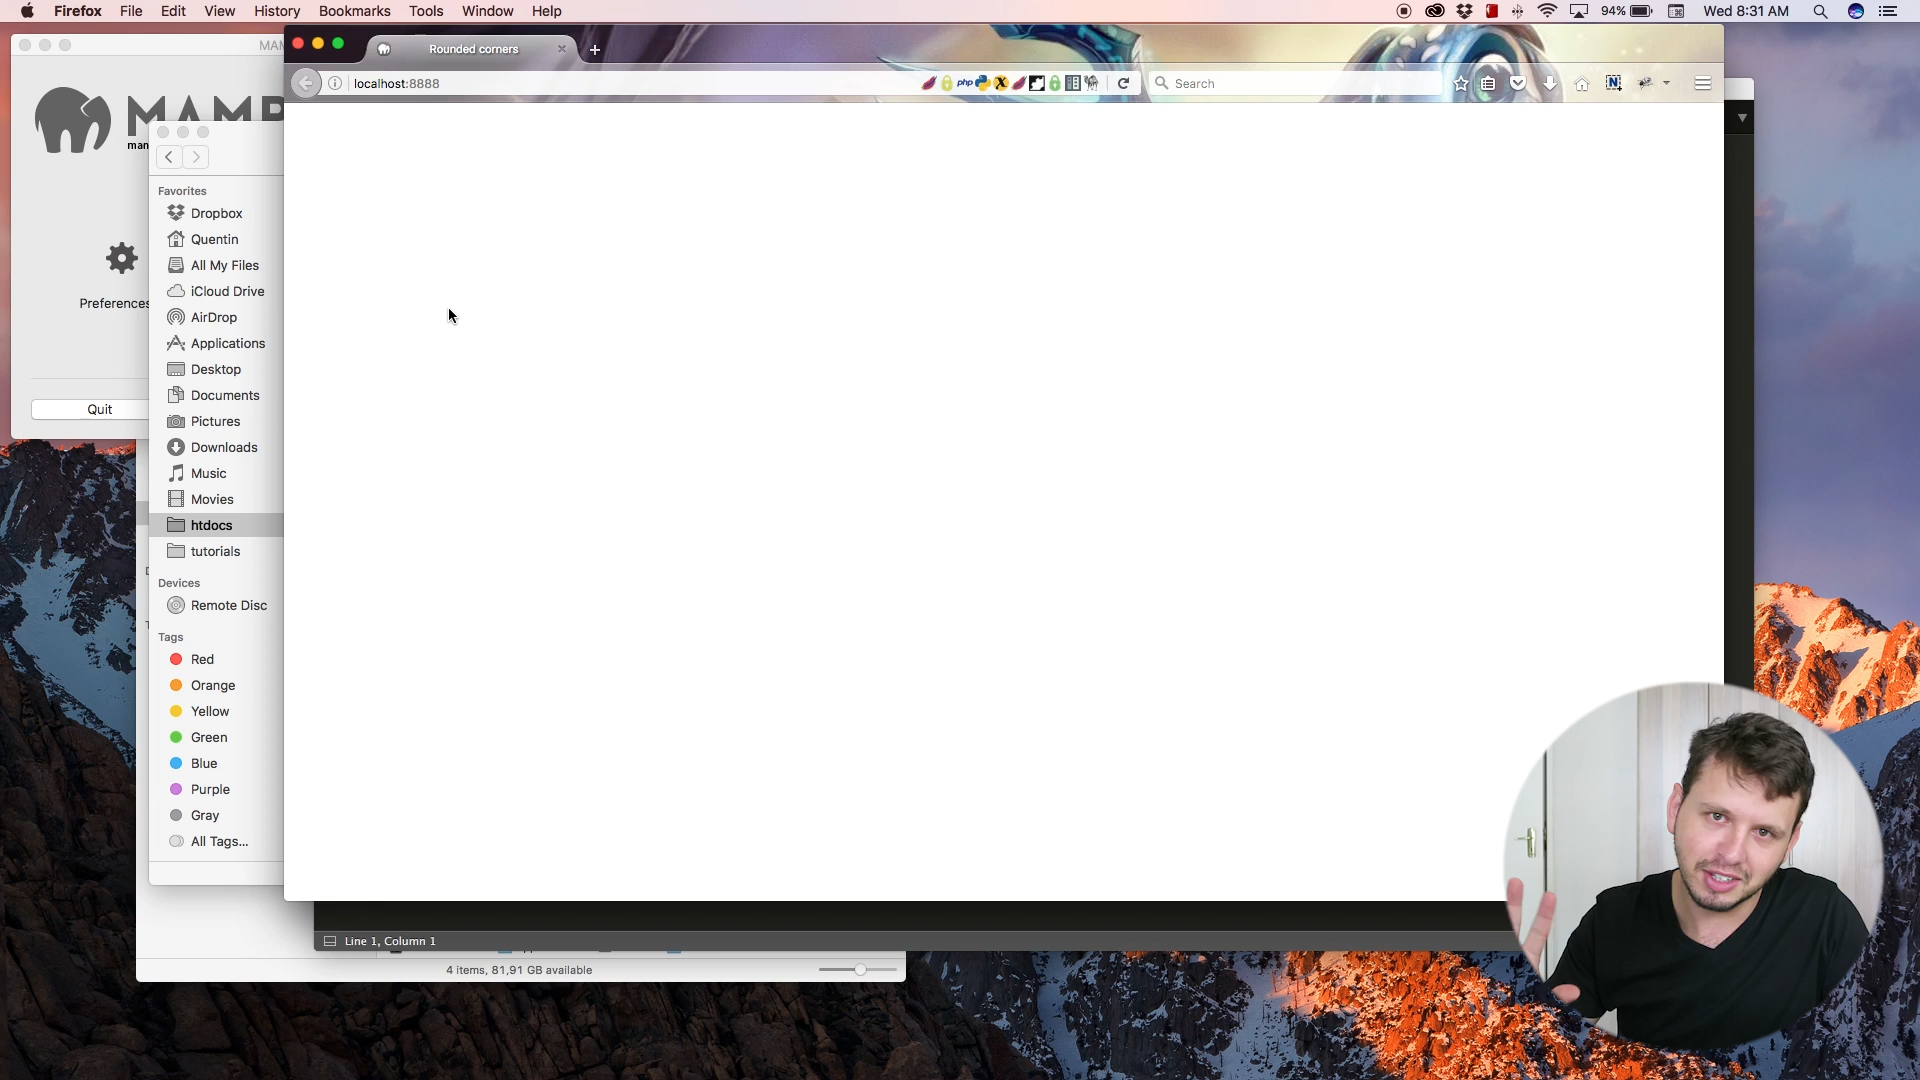 Firefox File Edit View History Bookmarks Tools Window Help
94% Wed 8:31 AM
Rounded corners
localhost:8888
php
Search
MAMP
Favorites
Dropbox
Quentin
All My Files
iCloud Drive
AirDrop
Applications
Desktop
Documents
Pictures
Downloads
Music
Movies
htdocs
tutorials
Devices
Remote Disc
Tags
Red
Orange
Yellow
Green
Blue
Purple
Gray
All Tags...
Preferences
Quit
Line 1, Column 1
4 items, 81,91 GB available